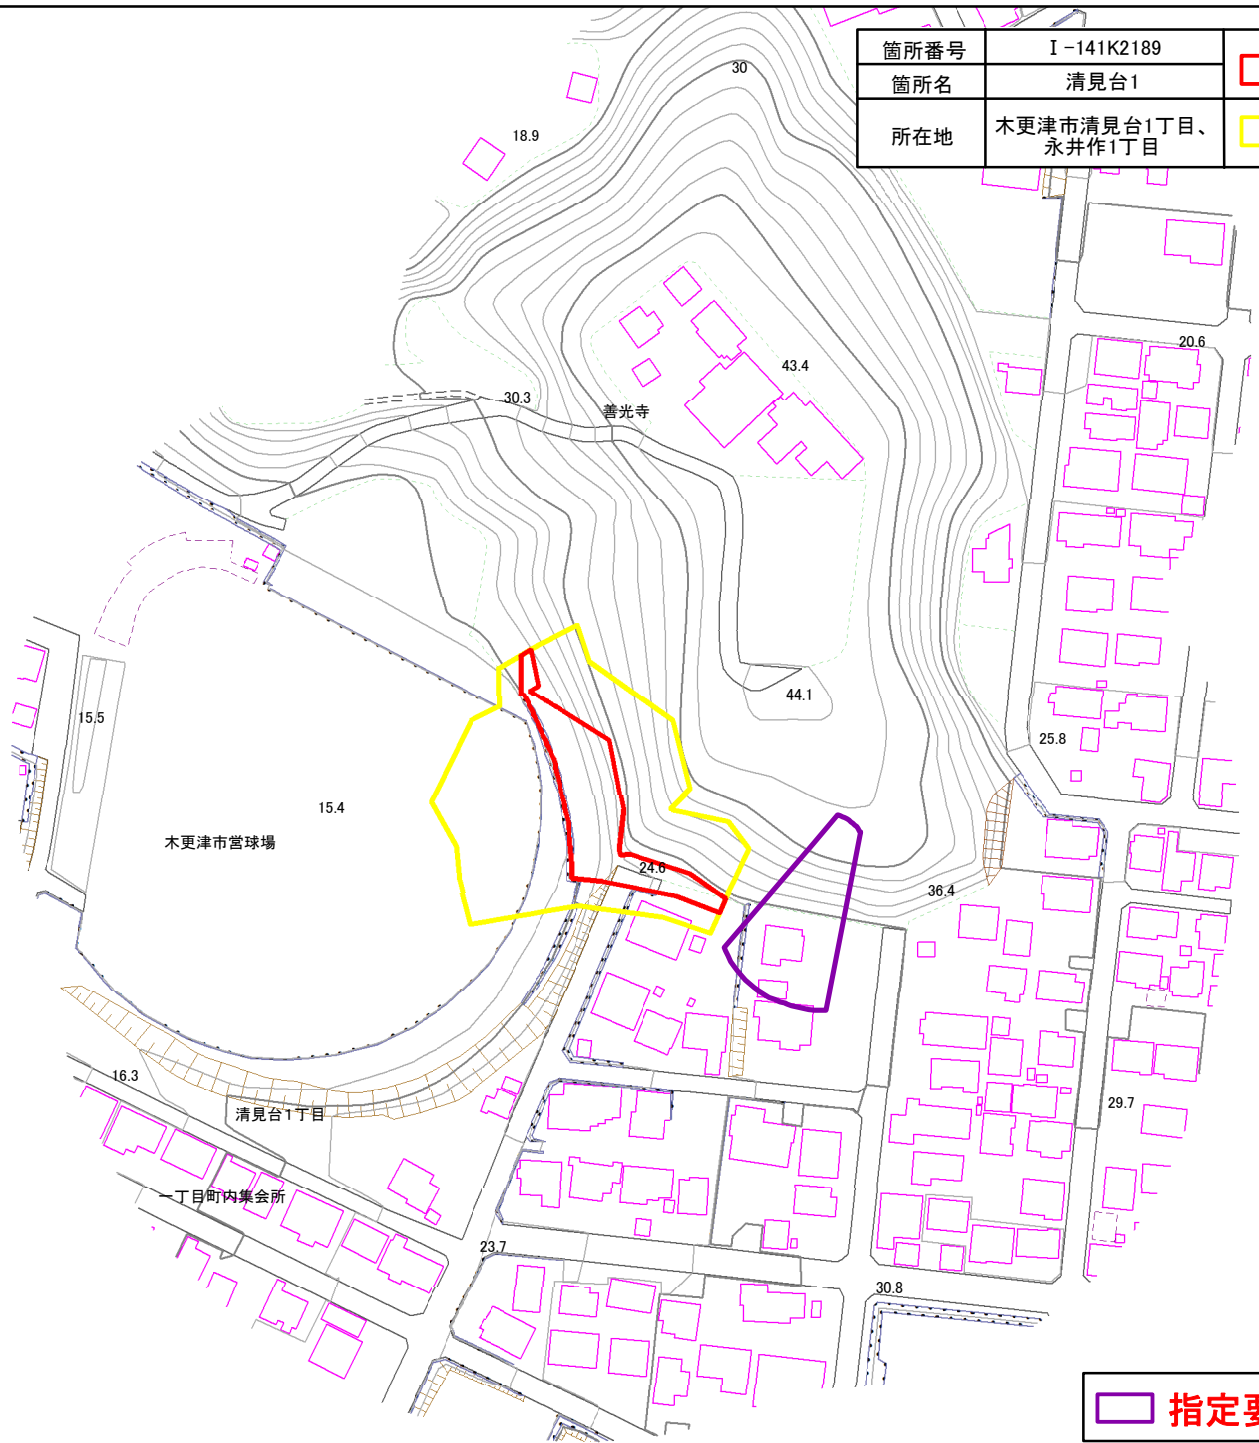 箇所番号 Ⅰ-141K2189
箇所名 清見台1
所在地 木更津市清見台1丁目、
永井作1丁目
30
18.9
20.6
43.4
30.3
善光寺
44.1
15.5
25.8
15.4
木更津市営球場
24.6
36.4
16.3
清見台1丁目
29.7
一丁目町内集会所
23.7
30.8
指定要